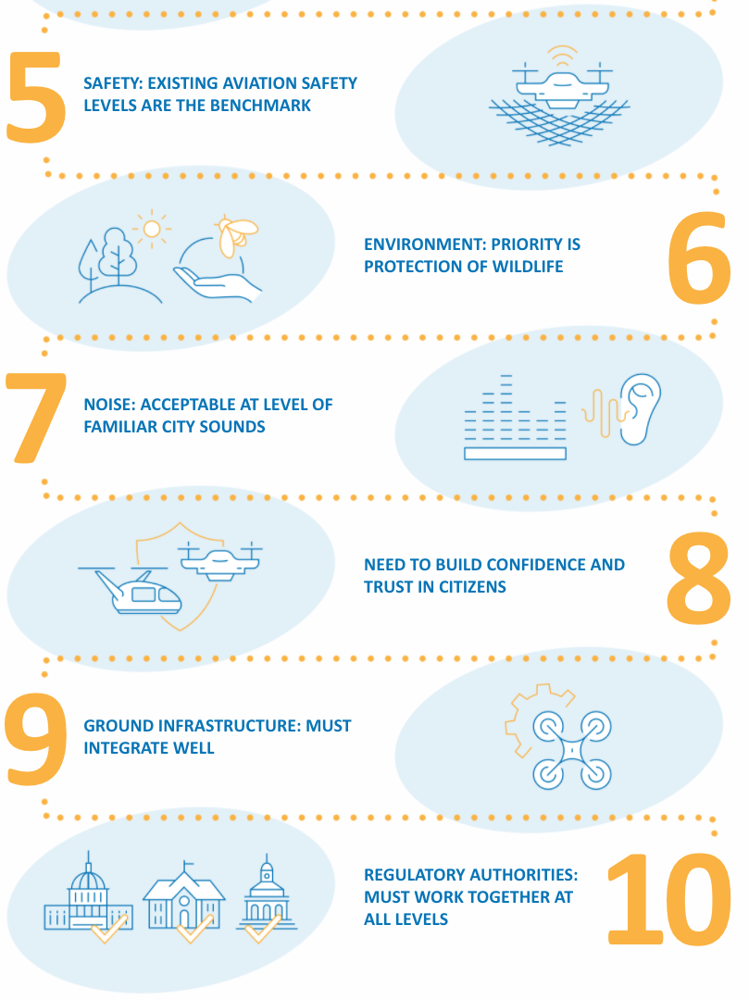 5
SAFETY: EXISTING AVIATION SAFETY
LEVELS ARE THE BENCHMARK
6
ENVIRONMENT: PRIORITY IS
PROTECTION OF WILDLIFE
7
NOISE: ACCEPTABLE AT LEVEL OF
FAMILIAR CITY SOUNDS
8
NEED TO BUILD CONFIDENCE AND
TRUST IN CITIZENS
9
GROUND INFRASTRUCTURE: MUST
INTEGRATE WELL
10
REGULATORY AUTHORITIES:
MUST WORK TOGETHER AT
ALL LEVELS